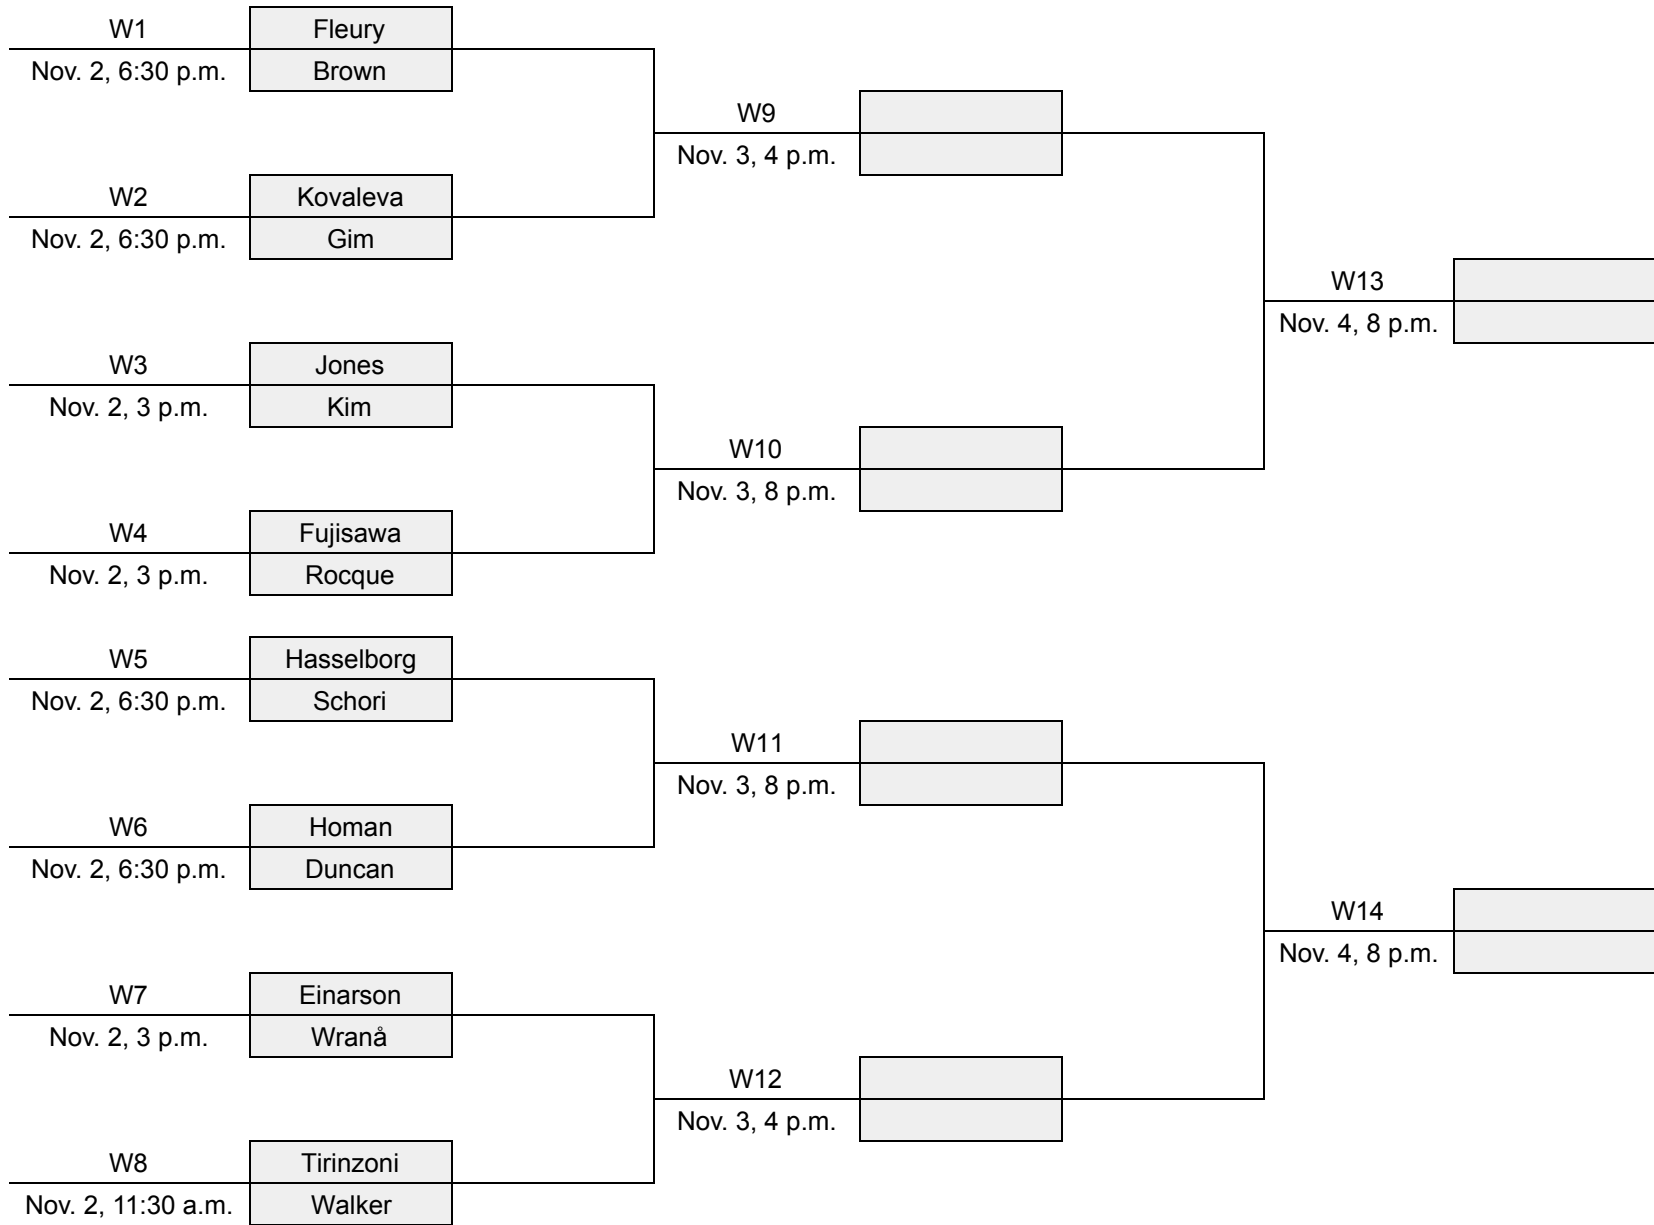 W1 Fleury
Nov. 2, 6:30 p.m. Brown
W9
Nov. 3, 4 p.m.
W2 Kovaleva
Nov. 2, 6:30 p.m. Gim
W13
Nov. 4, 8 p.m.
W3 Jones
Nov. 2, 3 p.m. Kim
W10
Nov. 3, 8 p.m.
W4 Fujisawa
Nov. 2, 3 p.m. Rocque
W5 Hasselborg
Nov. 2, 6:30 p.m. Schori
W11
Nov. 3, 8 p.m.
W6 Homan
Nov. 2, 6:30 p.m. Duncan
W14
Nov. 4, 8 p.m.
W7 Einarson
Nov. 2, 3 p.m. Wranå
W12
Nov. 3, 4 p.m.
W8 Tirinzoni
Nov. 2, 11:30 a.m. Walker